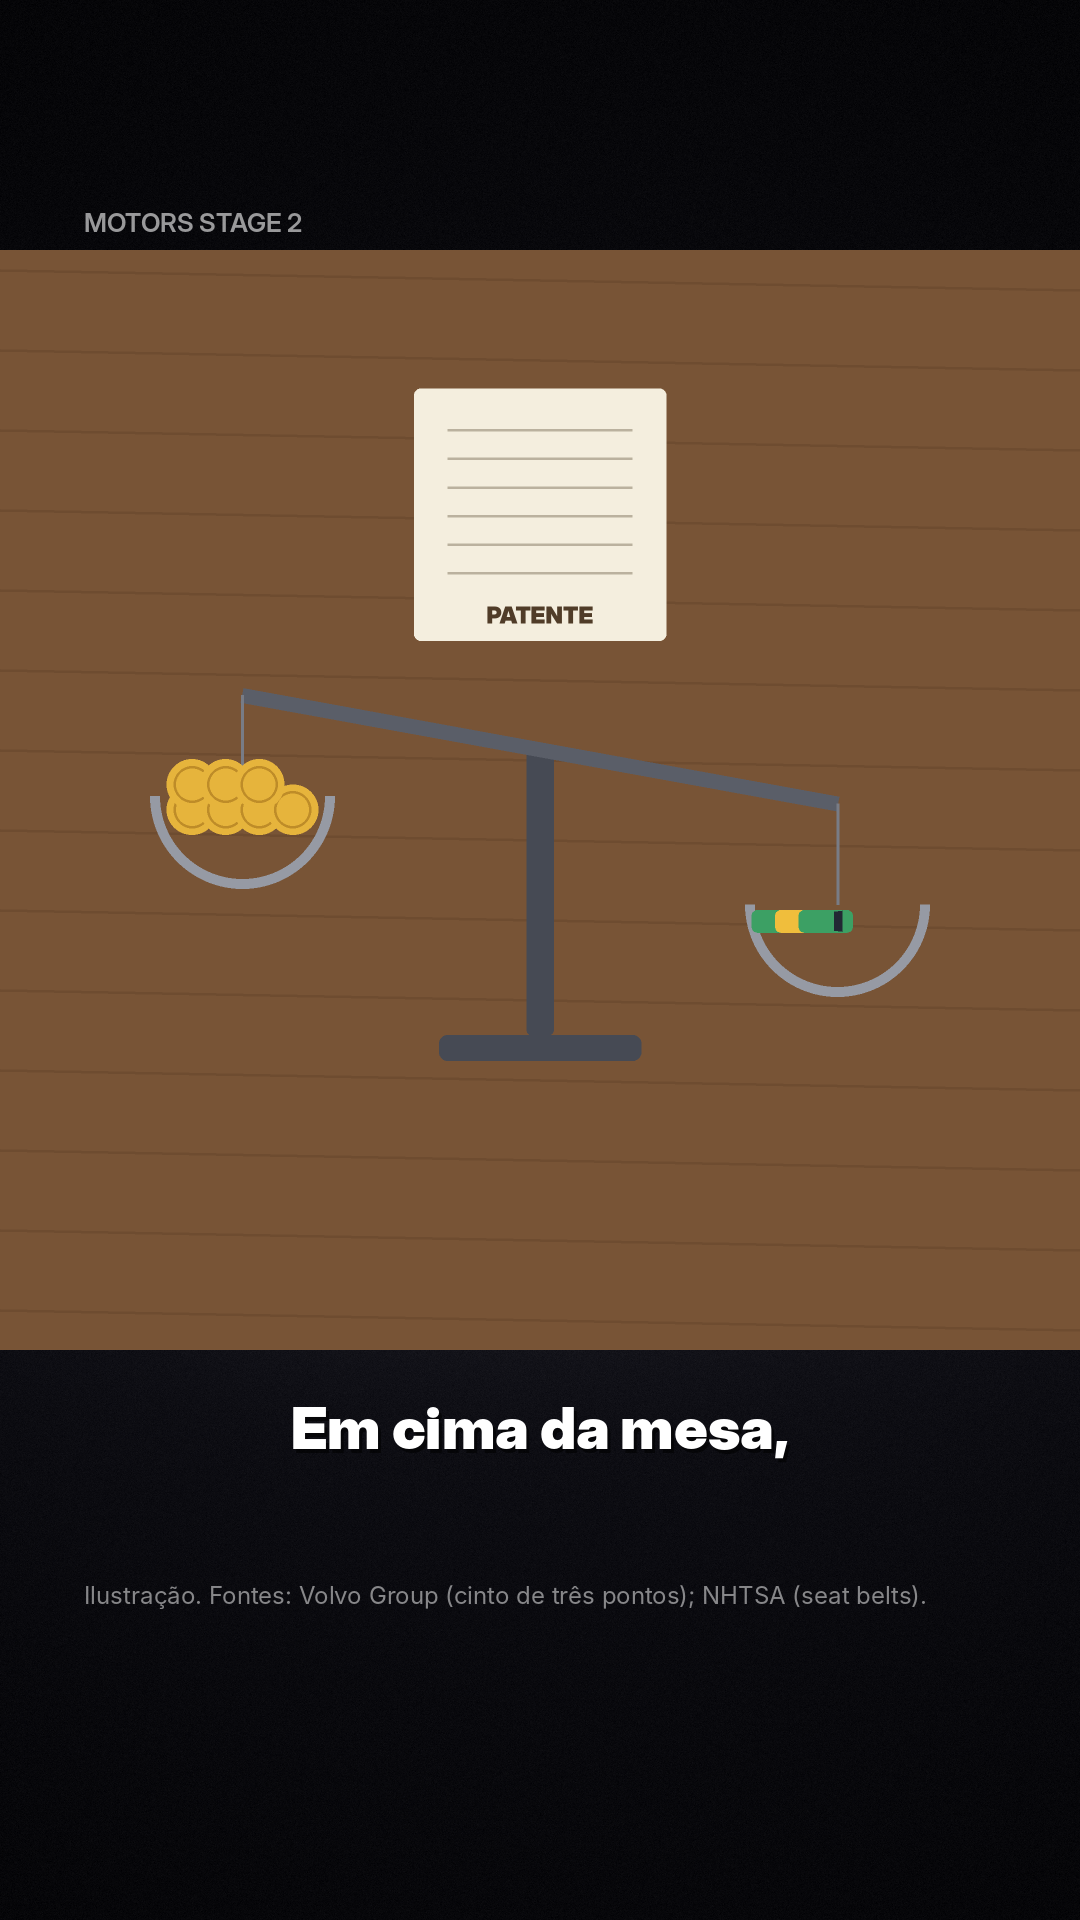 MOTORS STAGE 2
PATENTE
Em cima da mesa,
Ilustração. Fontes: Volvo Group (cinto de três pontos); NHTSA (seat belts).